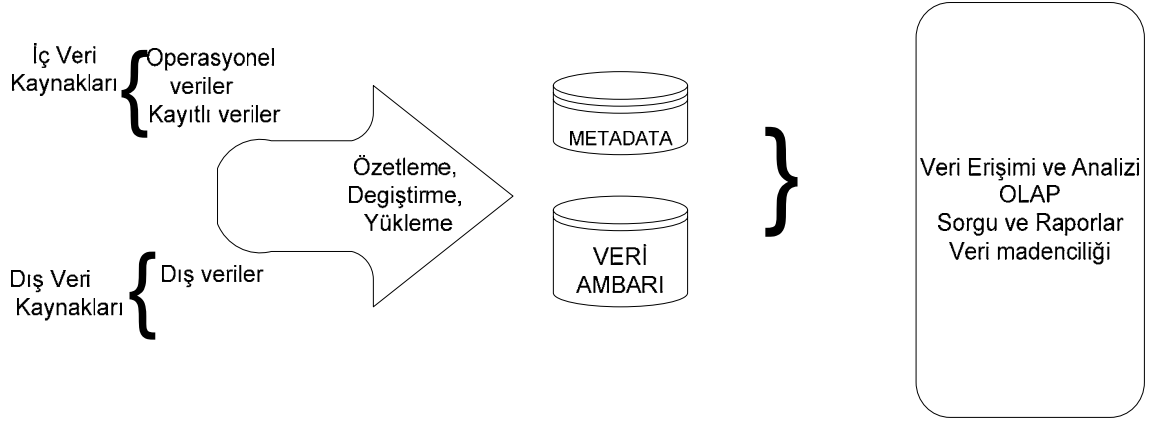 İç Veri
Kaynakları
Operasyonel
veriler
Kayıtlı veriler
Dış Veri
Kaynakları
Dış veriler
Özetleme,
Degiştirme,
Yükleme
METADATA
VERİ
AMBARI
Veri Erişimi ve Analizi
OLAP
Sorgu ve Raporlar
Veri madenciliği